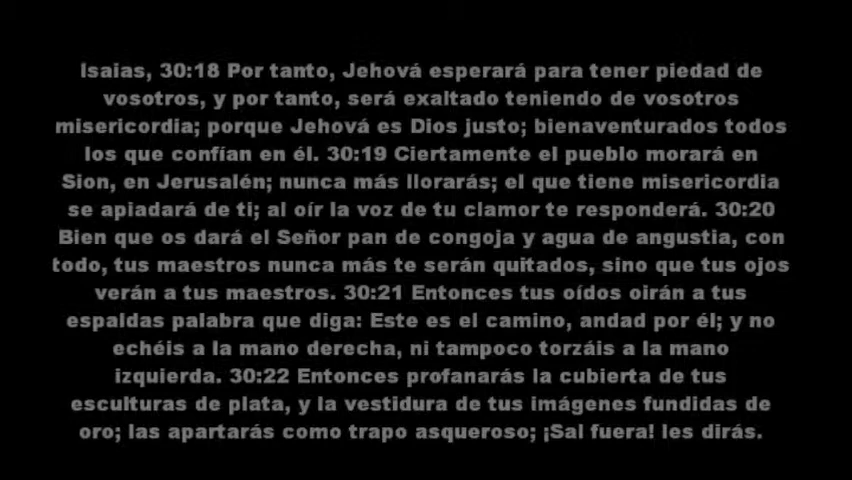 Isaias, 30:18 Por tanto, Jehová esperará para tener piedad de
vosotros, y por tanto, será exaltado teniendo de vosotros
misericordia; porque Jehová es Dios justo; bienaventurados todos
los que confían en él. 30:19 Ciertamente el pueblo morará en
Sion, en Jerusalén; nunca más llorarás; el que tiene misericordia
se apiadará de ti; al oír la voz de tu clamor te responderá. 30:20
Bien que os dará el Señor pan de congoja y agua de angustia, con
todo, tus maestros nunca más te serán quitados, sino que tus ojos
verán a tus maestros. 30:21 Entonces tus oídos oirán a tus
espaldas palabra que diga: Este es el camino, andad por él; y no
echéis a la mano derecha, ni tampoco torzáis a la mano
izquierda. 30:22 Entonces profanarás la cubierta de tus
esculturas de plata, y la vestidura de tus imágenes fundidas de
oro; las apartarás como trapo asqueroso; ¡Sal fuera! les dirás.